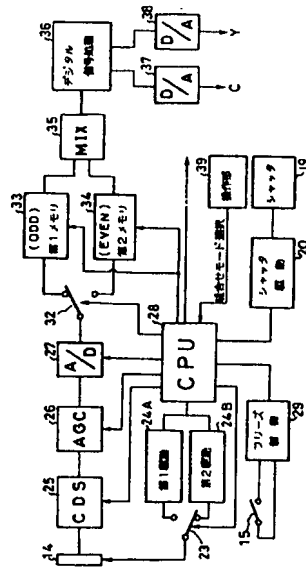 14
CDS
25
AGC
26
A/D
27
32
(ODD)
第1メモリ
33
(EVEN)
第2メモリ
34
MIX
35
デジタル
信号処理
36
D/A
37
D/A
38
C
Y
CPU
28
第1駆動
24A
第2駆動
24B
23
競合せモード選択
操作部
39
シャッタ
駆動
20
シャッタ
19
フリーズ
制御
29
15